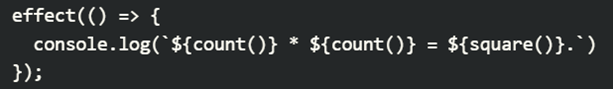 effect(() => {
  console.log(`${count()} * ${count()} = ${square()}.`)
});